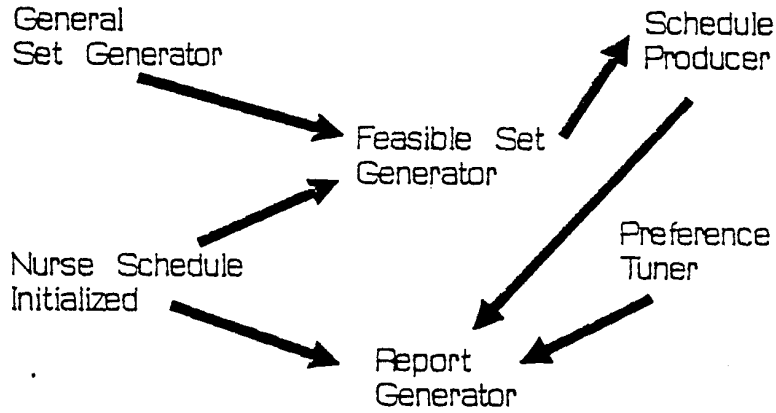 General
Set Generator
Schedule
Producer
Feasible Set
Generator
Preference
Tuner
Nurse Schedule
Initialized
Report
Generator